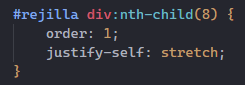 #rejilla div:nth-child(8) {
    order: 1;
    justify-self: stretch;
}